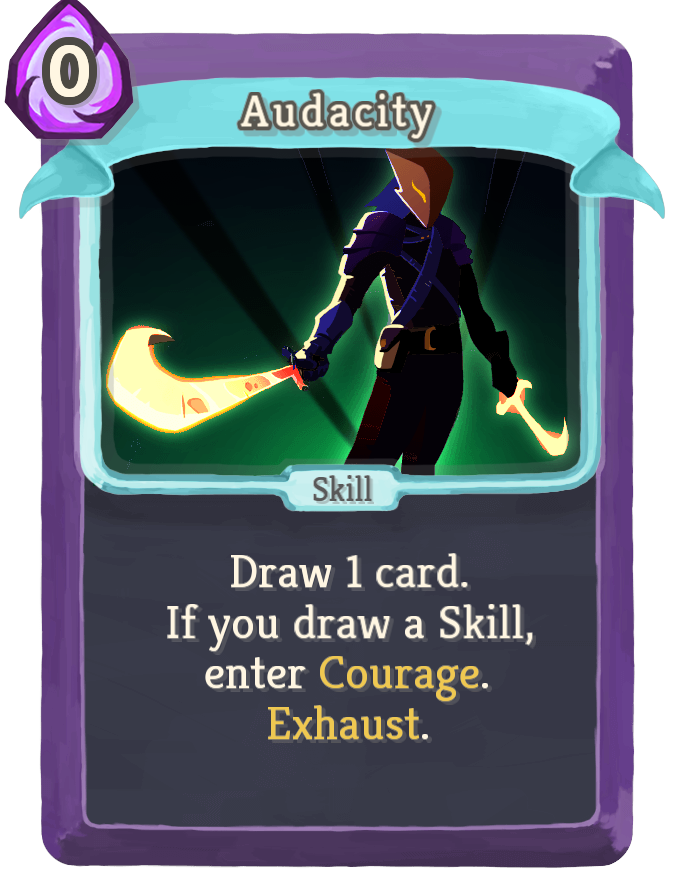 0
Audacity
Skill
Draw 1 card.
If you draw a Skill,
enter Courage.
Exhaust.